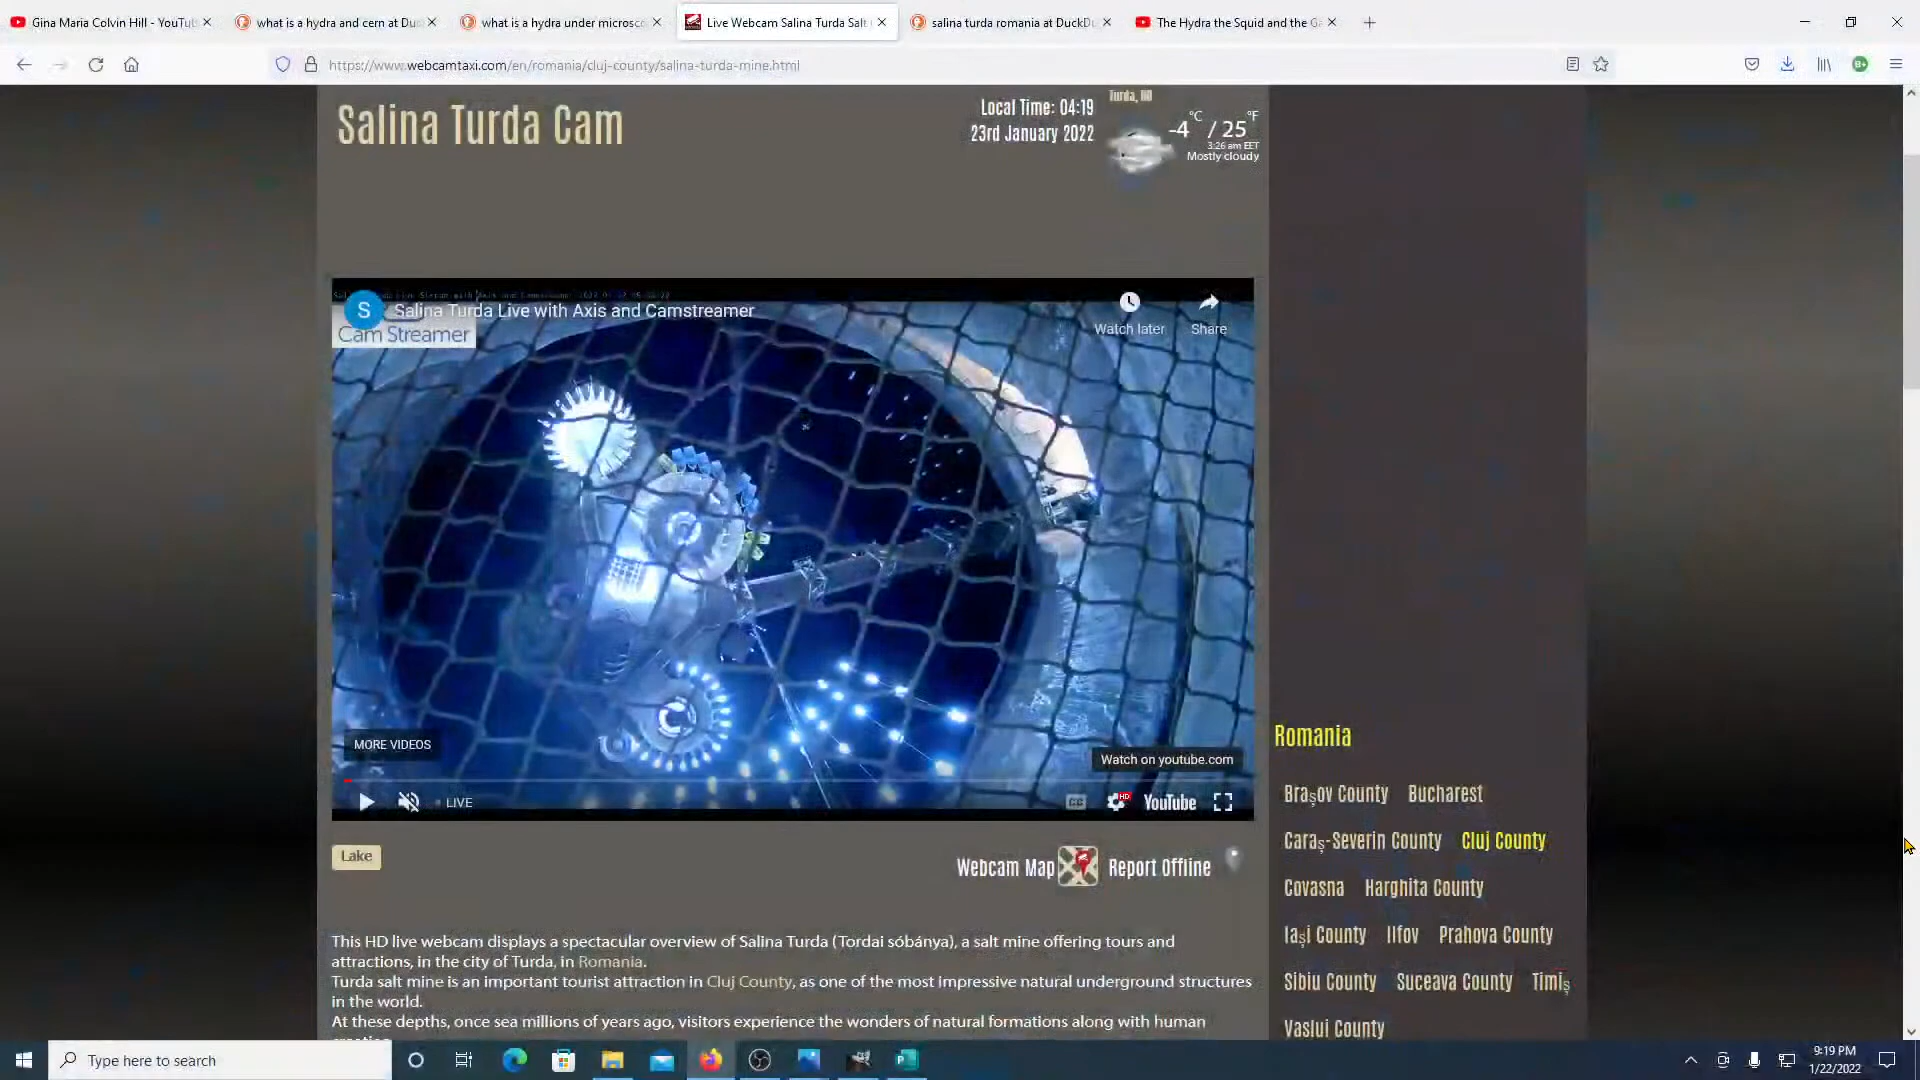 Gina Maria Colvin Hill - YouTub
what is a hydra and cern at Duc
what is a hydra under microsco
Live Webcam Salina Turda Salt
salina turda romania at DuckDu
The Hydra the Squid and the Ga
https://www.webcamtaxi.com/en/romania/cluj-county/salina-turda-mine.html
Salina Turda Cam
Local Time: 04:19
23rd January 2022
Turda, RO
-4 °C / 25 °F
3:26 am EET
Mostly cloudy
S
Salina Turda Live with Axis and Camstreamer
Cam Streamer
Watch later
Share
MORE VIDEOS
Watch on youtube.com
LIVE
CC
HD
YouTube
Lake
Webcam Map
Report Offline
This HD live webcam displays a spectacular overview of Salina Turda (Tordai sóbánya), a salt mine offering tours and
attractions, in the city of Turda, in Romania.
Turda salt mine is an important tourist attraction in Cluj County, as one of the most impressive natural underground structures
in the world.
At these depths, once sea millions of years ago, visitors experience the wonders of natural formations along with human
Romania
Brașov County Bucharest
Caraș-Severin County Cluj County
Covasna Harghita County
Iași County Ilfov Prahova County
Sibiu County Suceava County Timiș
Vaslui County
Type here to search
9:19 PM
1/22/2022